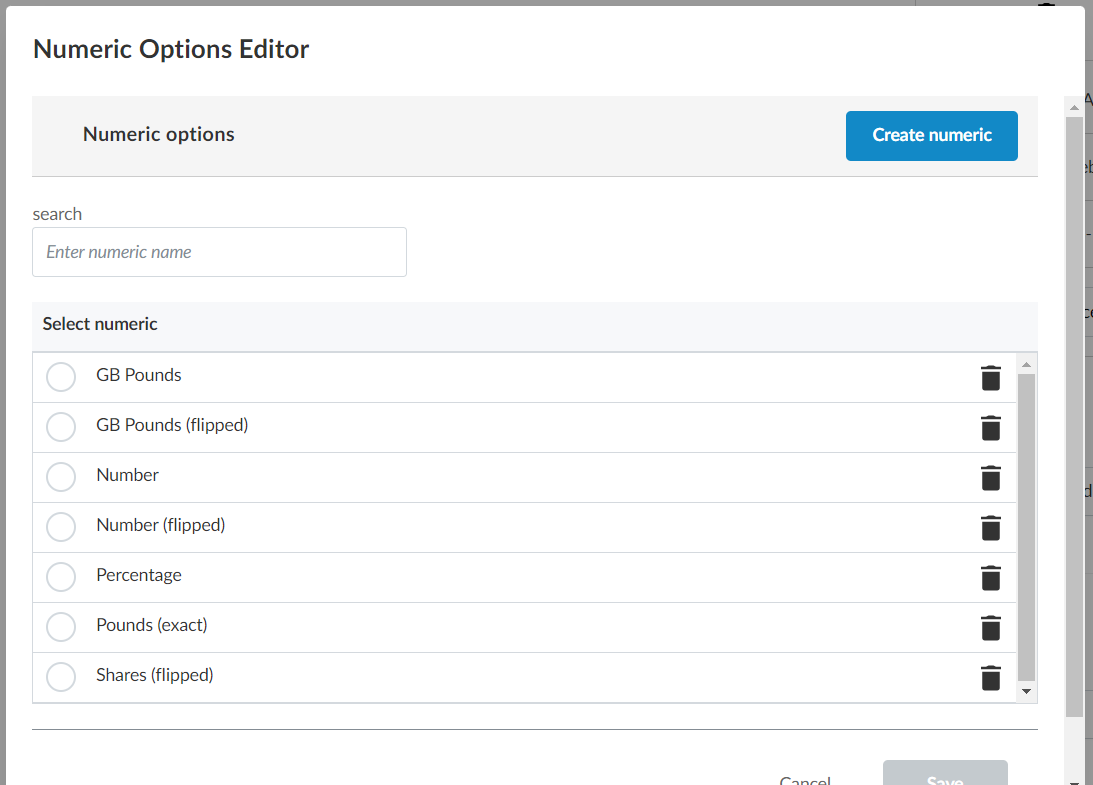 Numeric Options Editor
Numeric options
Create numeric
search
Enter numeric name
Select numeric
GB Pounds
GB Pounds (flipped)
Number
Number (flipped)
Percentage
Pounds (exact)
Shares (flipped)
Cancel
Save